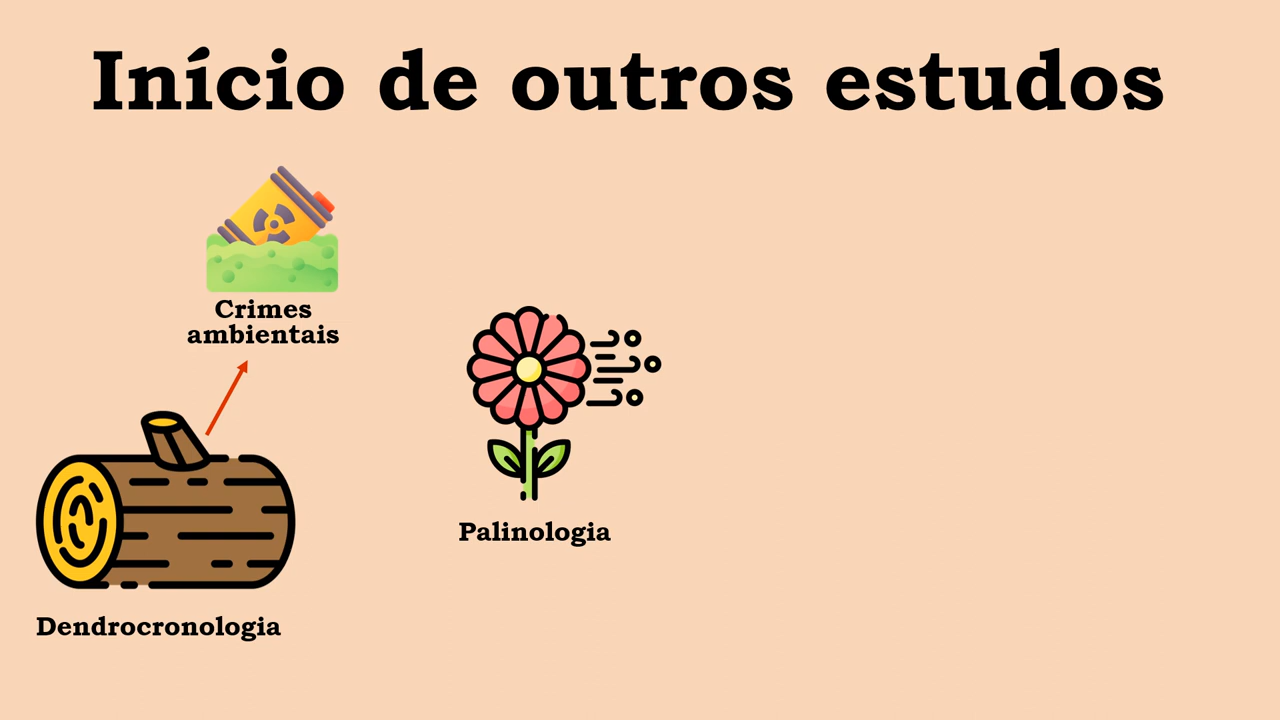 Início de outros estudos
Crimes
ambientais
Palinologia
Dendrocronologia